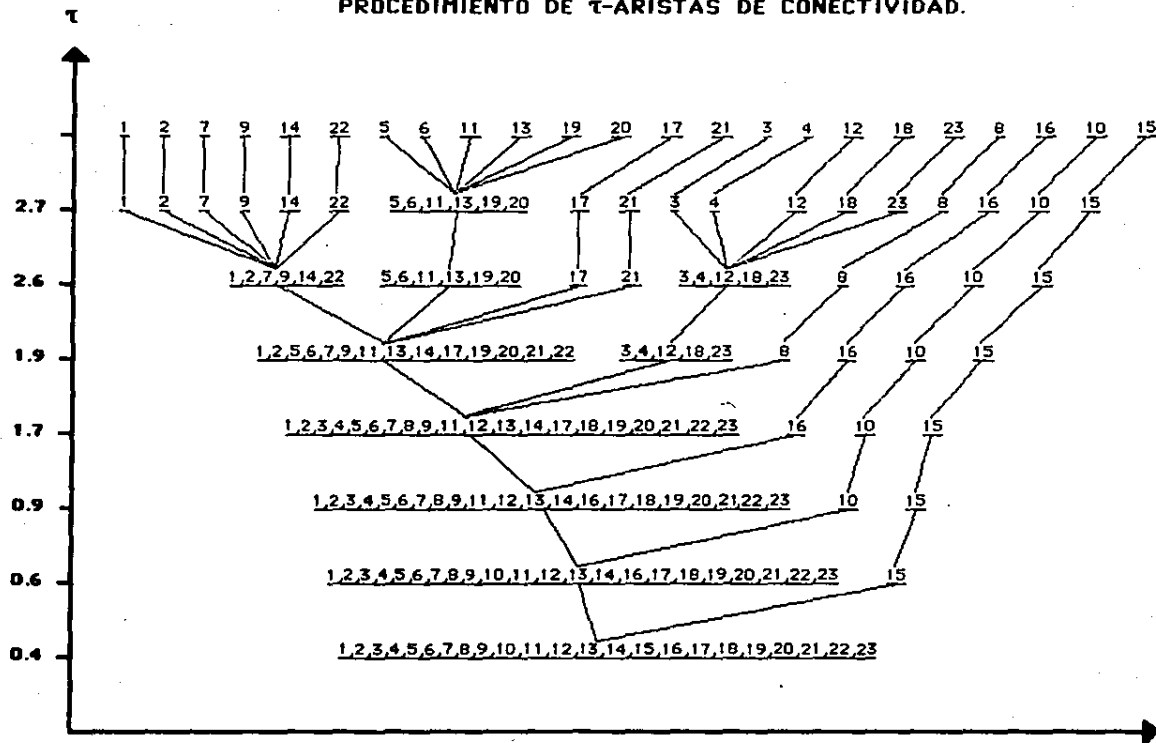 PROCEDIMIENTO DE τ-ARISTAS DE CONECTIVIDAD.
τ
1 2 7 9 14 22 5 6 11 13 19 20 17 21 3 4 12 18 23 8 16 10 15
2.7 1 2 7 9 14 22 5,6,11,13,19,20 17 21 3 4 12 18 23 8 16 10 15
2.6 1,2,7,9,14,22 5,6,11,13,19,20 17 21 3,4,12,18,23 8 16 10 15
1.9 1,2,5,6,7,9,11,13,14,17,19,20,21,22 3,4,12,18,23 8 16 10 15
1.7 1,2,3,4,5,6,7,8,9,11,12,13,14,17,18,19,20,21,22,23 16 10 15
0.9 1,2,3,4,5,6,7,8,9,11,12,13,14,16,17,18,19,20,21,22,23 10 15
0.6 1,2,3,4,5,6,7,8,9,10,11,12,13,14,16,17,18,19,20,21,22,23 15
0.4 1,2,3,4,5,6,7,8,9,10,11,12,13,14,15,16,17,18,19,20,21,22,23